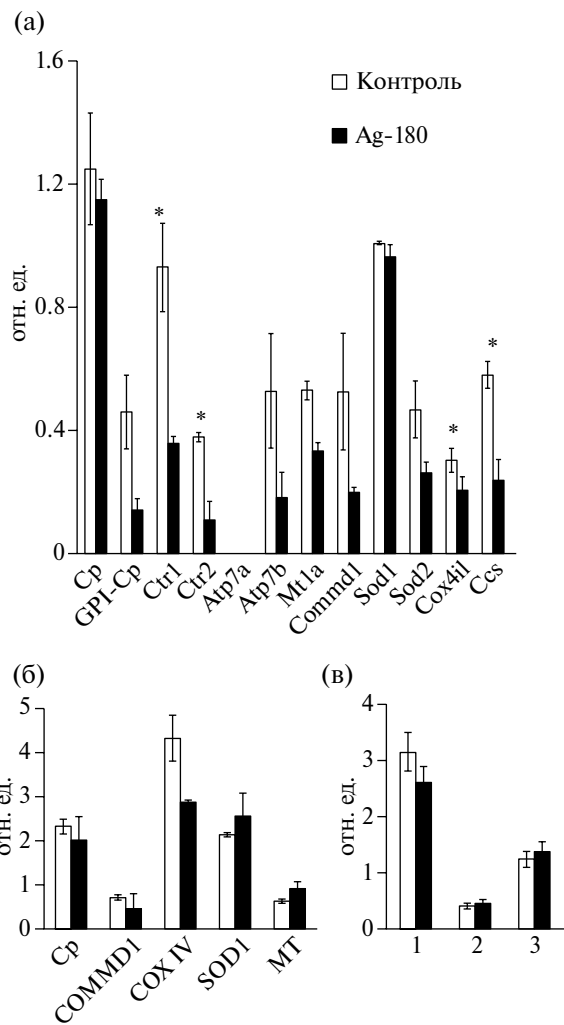 (а)
1.6
1.2
0.8
0.4
0
отн. ед.
Контроль
Ag-180
*
*
*
*
Cp
GPI-Cp
Ctr1
Ctr2
Atp7a
Atp7b
Mt1a
Commd1
Sod1
Sod2
Cox4il
Ccs
(б)
5
4
3
2
1
0
отн. ед.
Cp
COMMD1
COX IV
SOD1
MT
(в)
4
3
2
1
0
отн. ед.
1 2 3